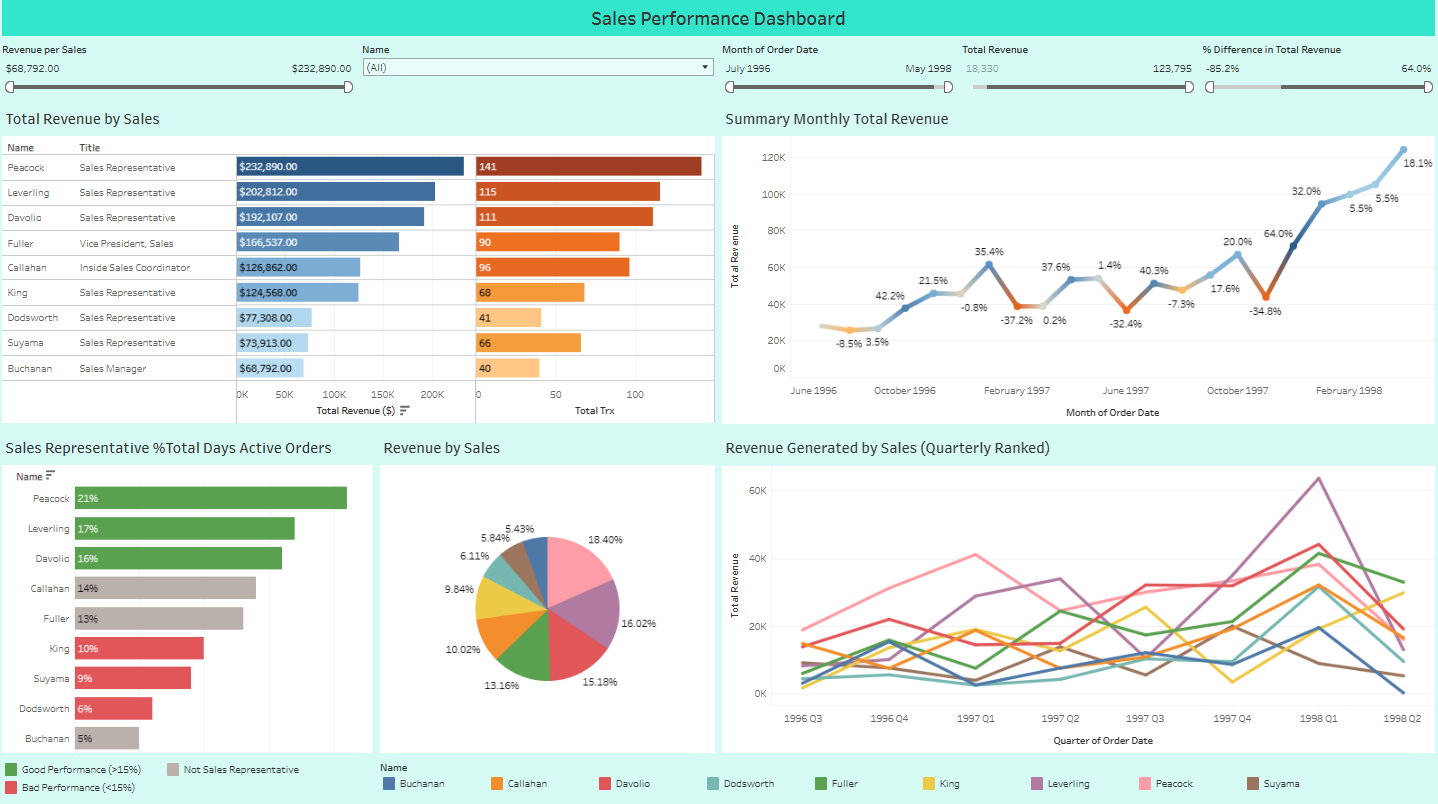 Sales Performance Dashboard
Revenue per Sales
$68,792.00 $232,890.00
Name
(All)
Month of Order Date
July 1996 May 1998
Total Revenue
18,330 123,795
% Difference in Total Revenue
-85.2% 64.0%
Total Revenue by Sales
Name Title
Peacock Sales Representative $232,890.00 141
Leverling Sales Representative $202,812.00 115
Davolio Sales Representative $192,107.00 111
Fuller Vice President, Sales $166,537.00 90
Callahan Inside Sales Coordinator $126,862.00 96
King Sales Representative $124,568.00 68
Dodsworth Sales Representative $77,308.00 41
Suyama Sales Representative $73,913.00 66
Buchanan Sales Manager $68,792.00 40
0K 50K 100K 150K 200K 0 50 100
Total Revenue ($) Total Trx
Summary Monthly Total Revenue
Total Revenue
120K
100K
80K
60K
40K
20K
0K
-8.5% 3.5% 42.2% 21.5% -0.8% 35.4% -37.2% 0.2% 37.6% 1.4% -32.4% 40.3% -7.3% 17.6% 20.0% -34.8% 64.0% 32.0% 5.5% 5.5% 18.1%
June 1996 October 1996 February 1997 June 1997 October 1997 February 1998
Month of Order Date
Sales Representative %Total Days Active Orders
Name
Peacock 21%
Leverling 17%
Davolio 16%
Callahan 14%
Fuller 13%
King 10%
Suyama 9%
Dodsworth 6%
Buchanan 5%
Good Performance (>15%) Not Sales Representative
Bad Performance (<15%)
Revenue by Sales
18.40%
16.02%
15.18%
13.16%
10.02%
9.84%
6.11%
5.84%
5.43%
Revenue Generated by Sales (Quarterly Ranked)
Total Revenue
60K
40K
20K
0K
1996 Q3 1996 Q4 1997 Q1 1997 Q2 1997 Q3 1997 Q4 1998 Q1 1998 Q2
Quarter of Order Date
Name
Buchanan Callahan Davolio Dodsworth Fuller King Leverling Peacock Suyama